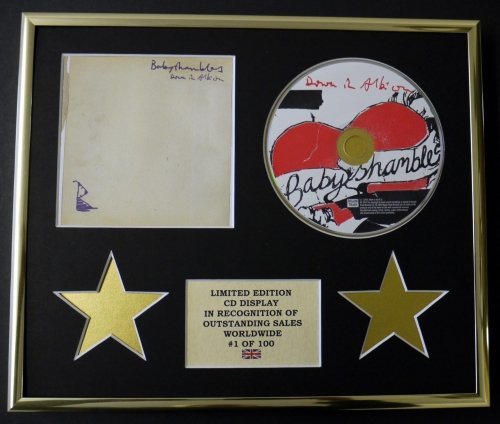 Babyshambles
Down in Albion
Down in Albion
Babyshambles
LIMITED EDITION
CD DISPLAY
IN RECOGNITION OF
OUTSTANDING SALES
WORLDWIDE
#1 OF 100